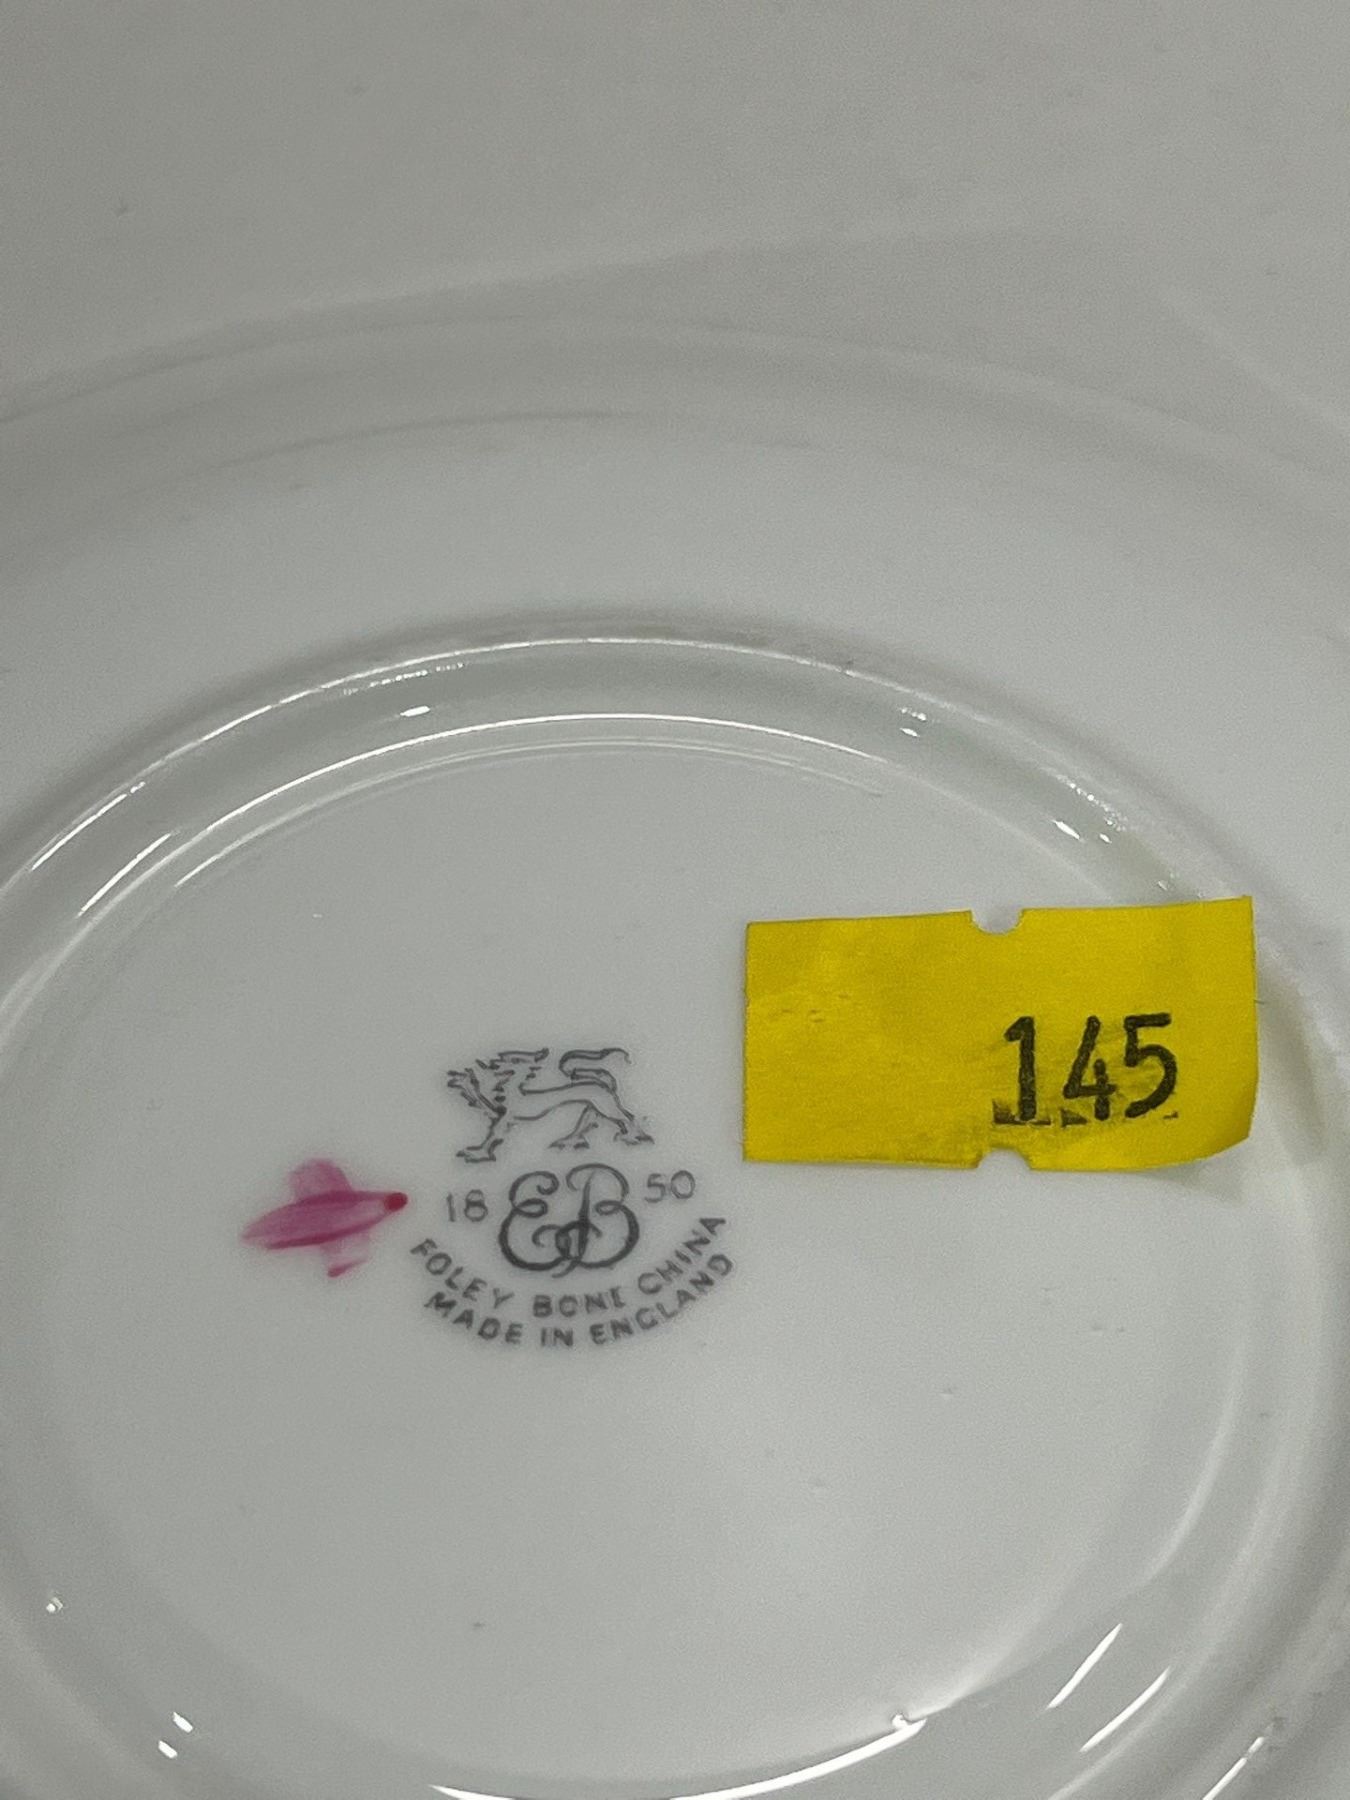 145
18 EB 50
FOLEY BONE CHINA
MADE IN ENGLAND